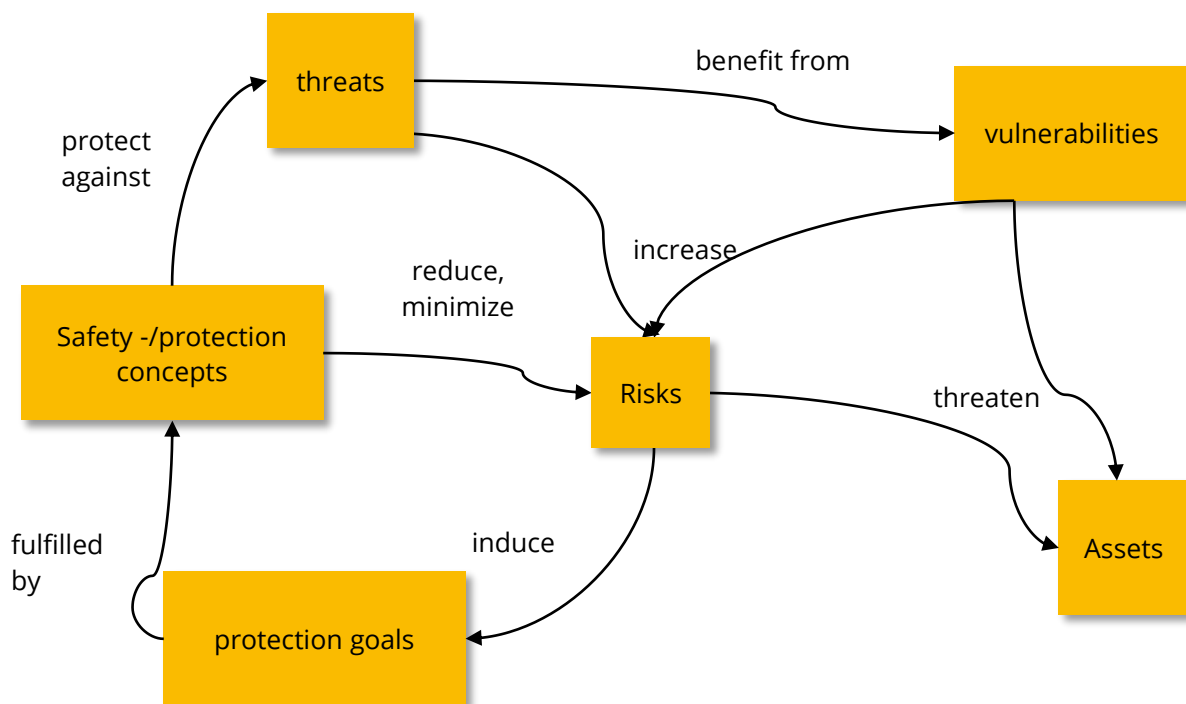 threats
benefit from
vulnerabilities
protect
against
increase
reduce,
minimize
Safety -/protection
concepts
Risks
threaten
fulfilled
by
induce
Assets
protection goals